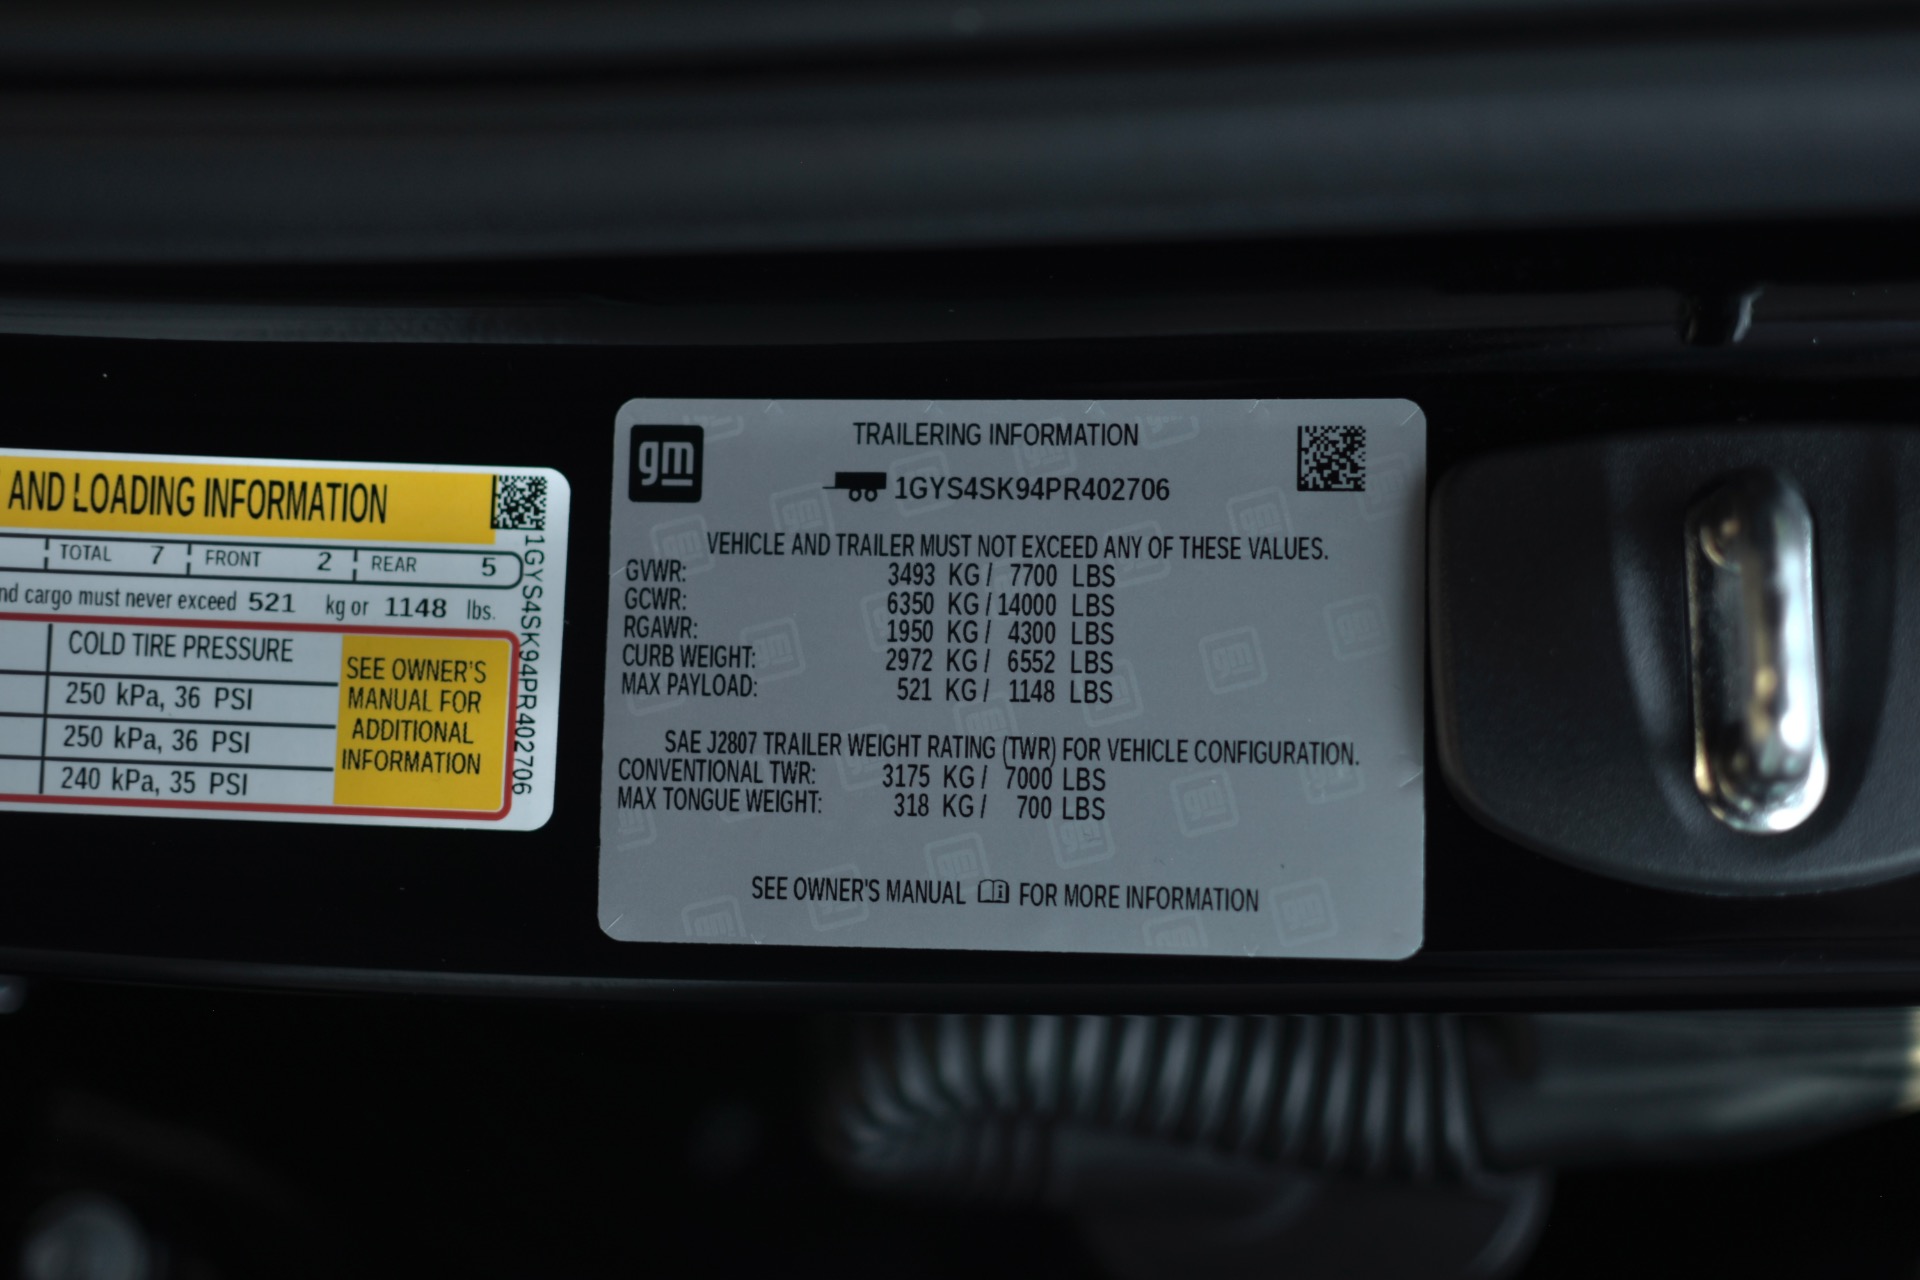 AND LOADING INFORMATION
TOTAL 7 FRONT 2 REAR 5
cargo must never exceed 521 kg or 1148 lbs.
COLD TIRE PRESSURE
250 kPa, 36 PSI
250 kPa, 36 PSI
240 kPa, 35 PSI
SEE OWNER'S
MANUAL FOR
ADDITIONAL
INFORMATION
1GYS4SK94PR402706
gm
TRAILERING INFORMATION
1GYS4SK94PR402706
VEHICLE AND TRAILER MUST NOT EXCEED ANY OF THESE VALUES.
GVWR: 3493 KG / 7700 LBS
GCWR: 6350 KG / 14000 LBS
RGAWR: 1950 KG / 4300 LBS
CURB WEIGHT: 2972 KG / 6552 LBS
MAX PAYLOAD: 521 KG / 1148 LBS
SAE J2807 TRAILER WEIGHT RATING (TWR) FOR VEHICLE CONFIGURATION.
CONVENTIONAL TWR: 3175 KG / 7000 LBS
MAX TONGUE WEIGHT: 318 KG / 700 LBS
SEE OWNER'S MANUAL FOR MORE INFORMATION